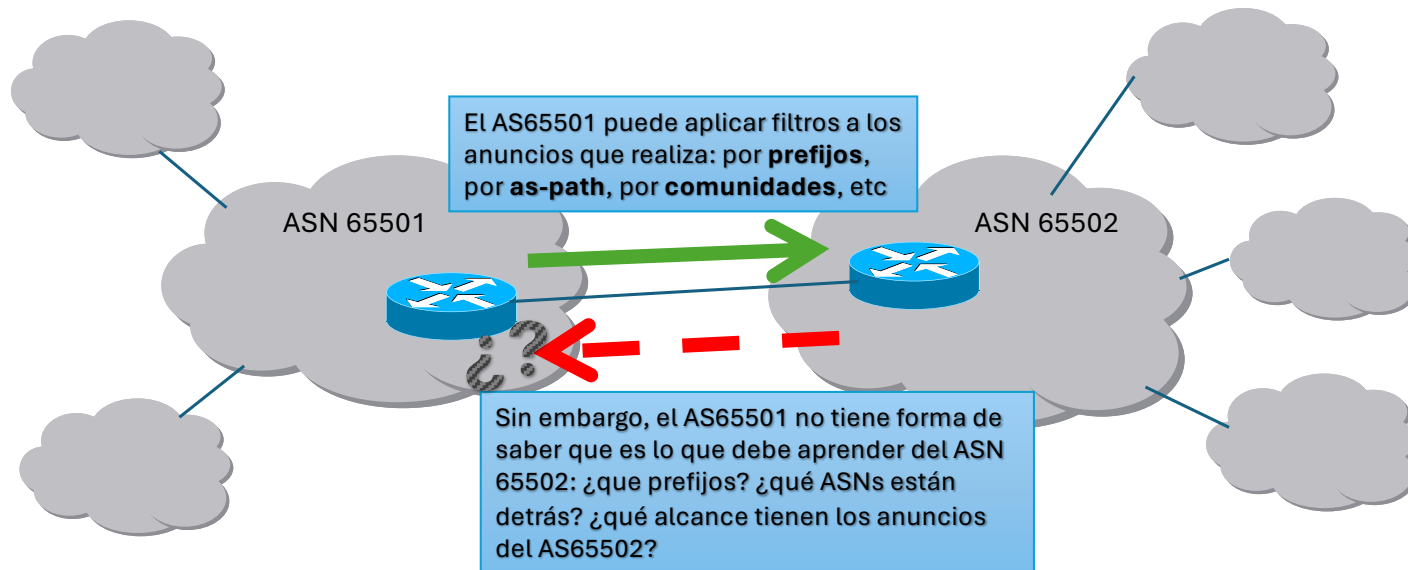 El AS65501 puede aplicar filtros a los
anuncios que realiza: por prefijos,
por as-path, por comunidades, etc
ASN 65501
ASN 65502
¿?
Sin embargo, el AS65501 no tiene forma de
saber que es lo que debe aprender del ASN
65502: ¿que prefijos? ¿qué ASNs están
detrás? ¿qué alcance tienen los anuncios
del AS65502?